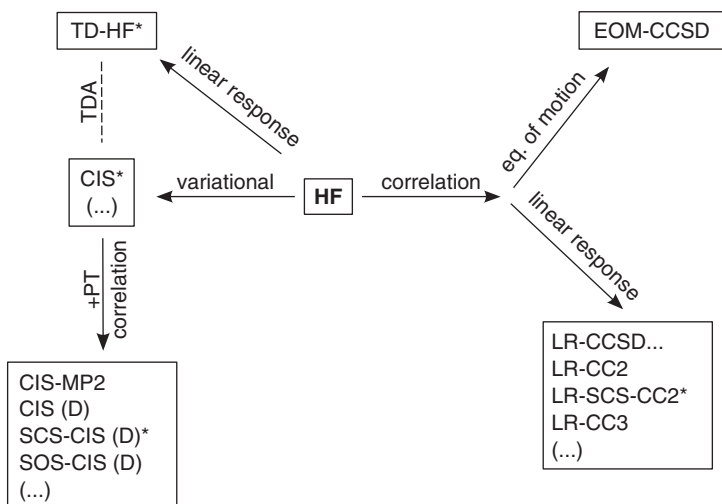 TD-HF*
EOM-CCSD
linear response
TDA
eq. of motion
CIS*
(...)
variational
HF
correlation
linear response
+PT
correlation
CIS-MP2
CIS (D)
SCS-CIS (D)*
SOS-CIS (D)
(...)
LR-CCSD...
LR-CC2
LR-SCS-CC2*
LR-CC3
(...)